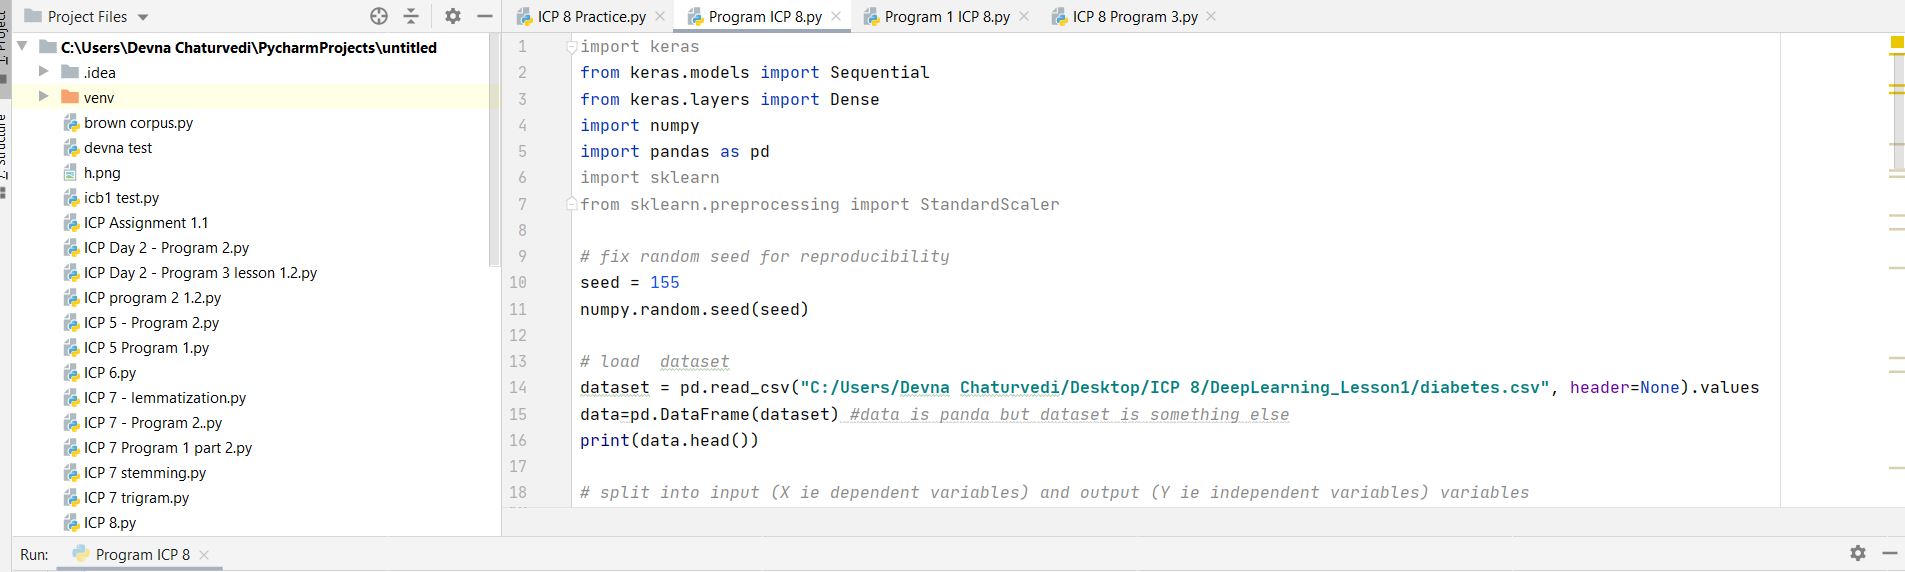 Project Files
ICP 8 Practice.py
Program ICP 8.py
Program 1 ICP 8.py
ICP 8 Program 3.py
1: Project
7: Structure
C:\Users\Devna Chaturvedi\PycharmProjects\untitled
.idea
venv
brown corpus.py
devna test
h.png
icb1 test.py
ICP Assignment 1.1
ICP Day 2 - Program 2.py
ICP Day 2 - Program 3 lesson 1.2.py
ICP program 2 1.2.py
ICP 5 - Program 2.py
ICP 5 Program 1.py
ICP 6.py
ICP 7 - lemmatization.py
ICP 7 - Program 2..py
ICP 7 Program 1 part 2.py
ICP 7 stemming.py
ICP 7 trigram.py
ICP 8.py
1 import keras
2 from keras.models import Sequential
3 from keras.layers import Dense
4 import numpy
5 import pandas as pd
6 import sklearn
7 from sklearn.preprocessing import StandardScaler
8
9 # fix random seed for reproducibility
10 seed = 155
11 numpy.random.seed(seed)
12
13 # load  dataset
14 dataset = pd.read_csv("C:/Users/Devna Chaturvedi/Desktop/ICP 8/DeepLearning_Lesson1/diabetes.csv", header=None).values
15 data=pd.DataFrame(dataset) #data is panda but dataset is something else
16 print(data.head())
17
18 # split into input (X ie dependent variables) and output (Y ie independent variables) variables
Run: Program ICP 8